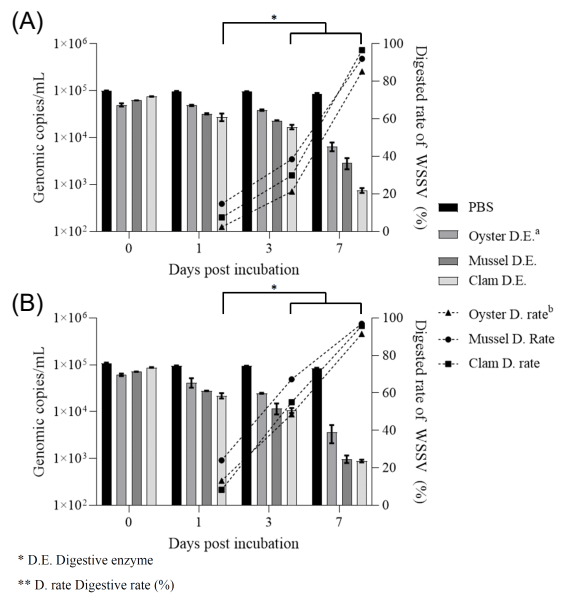 (A)
*
1×10⁶
1×10⁵
1×10⁴
1×10³
1×10²
Genomic copies/mL
100
80
60
40
20
0
Digested rate of WSSV (%)
0 1 3 7
Days post incubation
PBS
Oyster D.E.ᵃ
Mussel D.E.
Clam D.E.
Oyster D. rateᵇ
Mussel D. Rate
Clam D. rate
(B)
*
1×10⁶
1×10⁵
1×10⁴
1×10³
1×10²
Genomic copies/mL
100
80
60
40
20
0
Digested rate of WSSV (%)
0 1 3 7
Days post incubation
* D.E. Digestive enzyme
** D. rate Digestive rate (%)